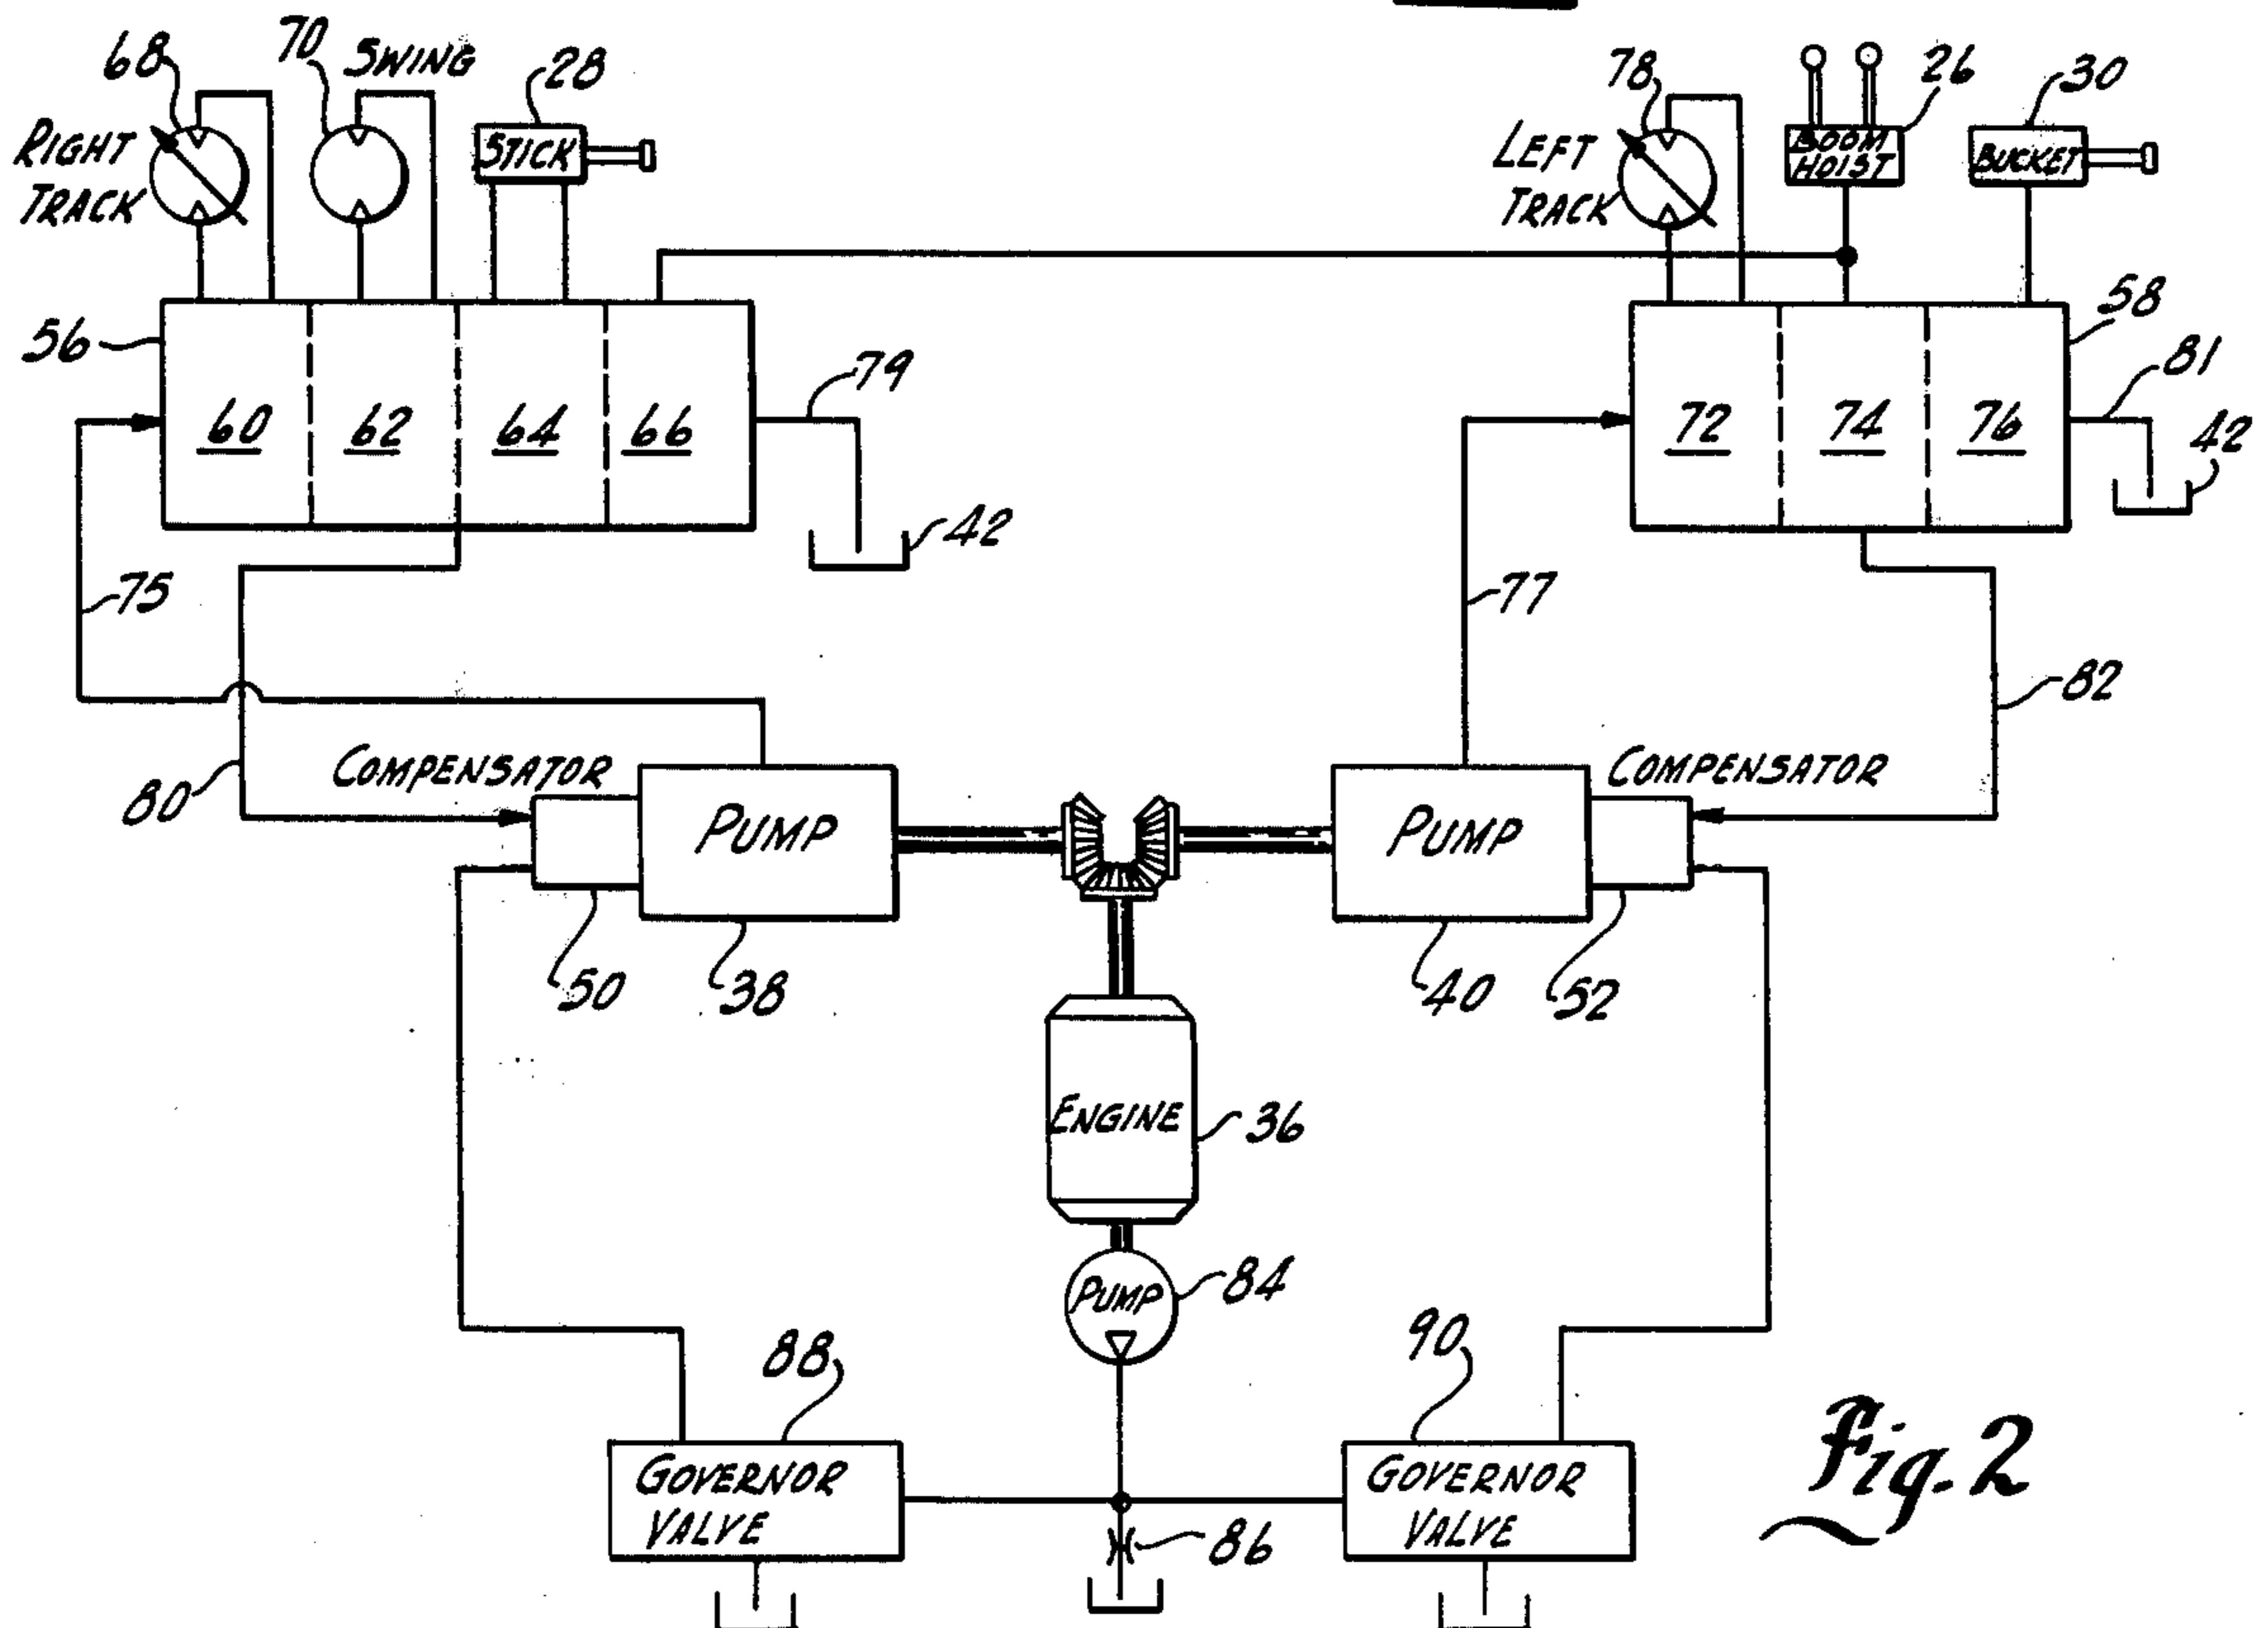 68
70 SWING
28
78
26
30
RIGHT
TRACK
STICK
LEFT
TRACK
BOOM
HOIST
BUCKET
56
58
79
81
60
62
64
66
72
74
76
42
42
75
77
80
82
COMPENSATOR
COMPENSATOR
PUMP
PUMP
50
38
40
52
ENGINE
36
PUMP
84
88
90
GOVERNOR
VALVE
GOVERNOR
VALVE
86
Fig. 2